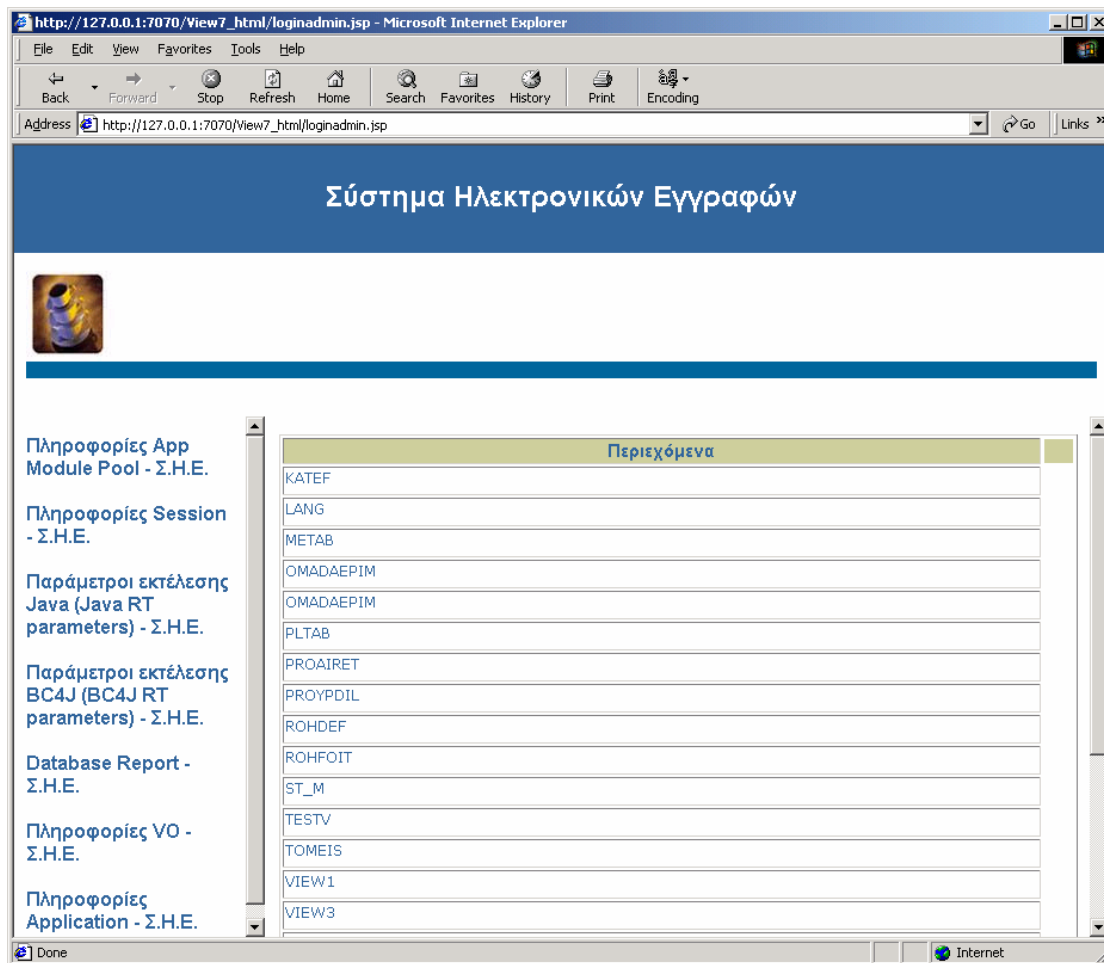 http://127.0.0.1:7070/View7_html/loginadmin.jsp - Microsoft Internet Explorer
File Edit View Favorites Tools Help
Back Forward Stop Refresh Home Search Favorites History Print Encoding
Address http://127.0.0.1:7070/View7_html/loginadmin.jsp Go Links »
Σύστημα Ηλεκτρονικών Εγγραφών
Πληροφορίες App
Module Pool - Σ.Η.Ε.
Πληροφορίες Session
- Σ.Η.Ε.
Παράμετροι εκτέλεσης
Java (Java RT
parameters) - Σ.Η.Ε.
Παράμετροι εκτέλεσης
BC4J (BC4J RT
parameters) - Σ.Η.Ε.
Database Report -
Σ.Η.Ε.
Πληροφορίες VO -
Σ.Η.Ε.
Πληροφορίες
Application - Σ.Η.Ε.
Περιεχόμενα
KATEF
LANG
METAB
OMADAEPIM
OMADAEPIM
PLTAB
PROAIRET
PROYPDIL
ROHDEF
ROHFOIT
ST_M
TESTV
TOMEIS
VIEW1
VIEW3
Done Internet